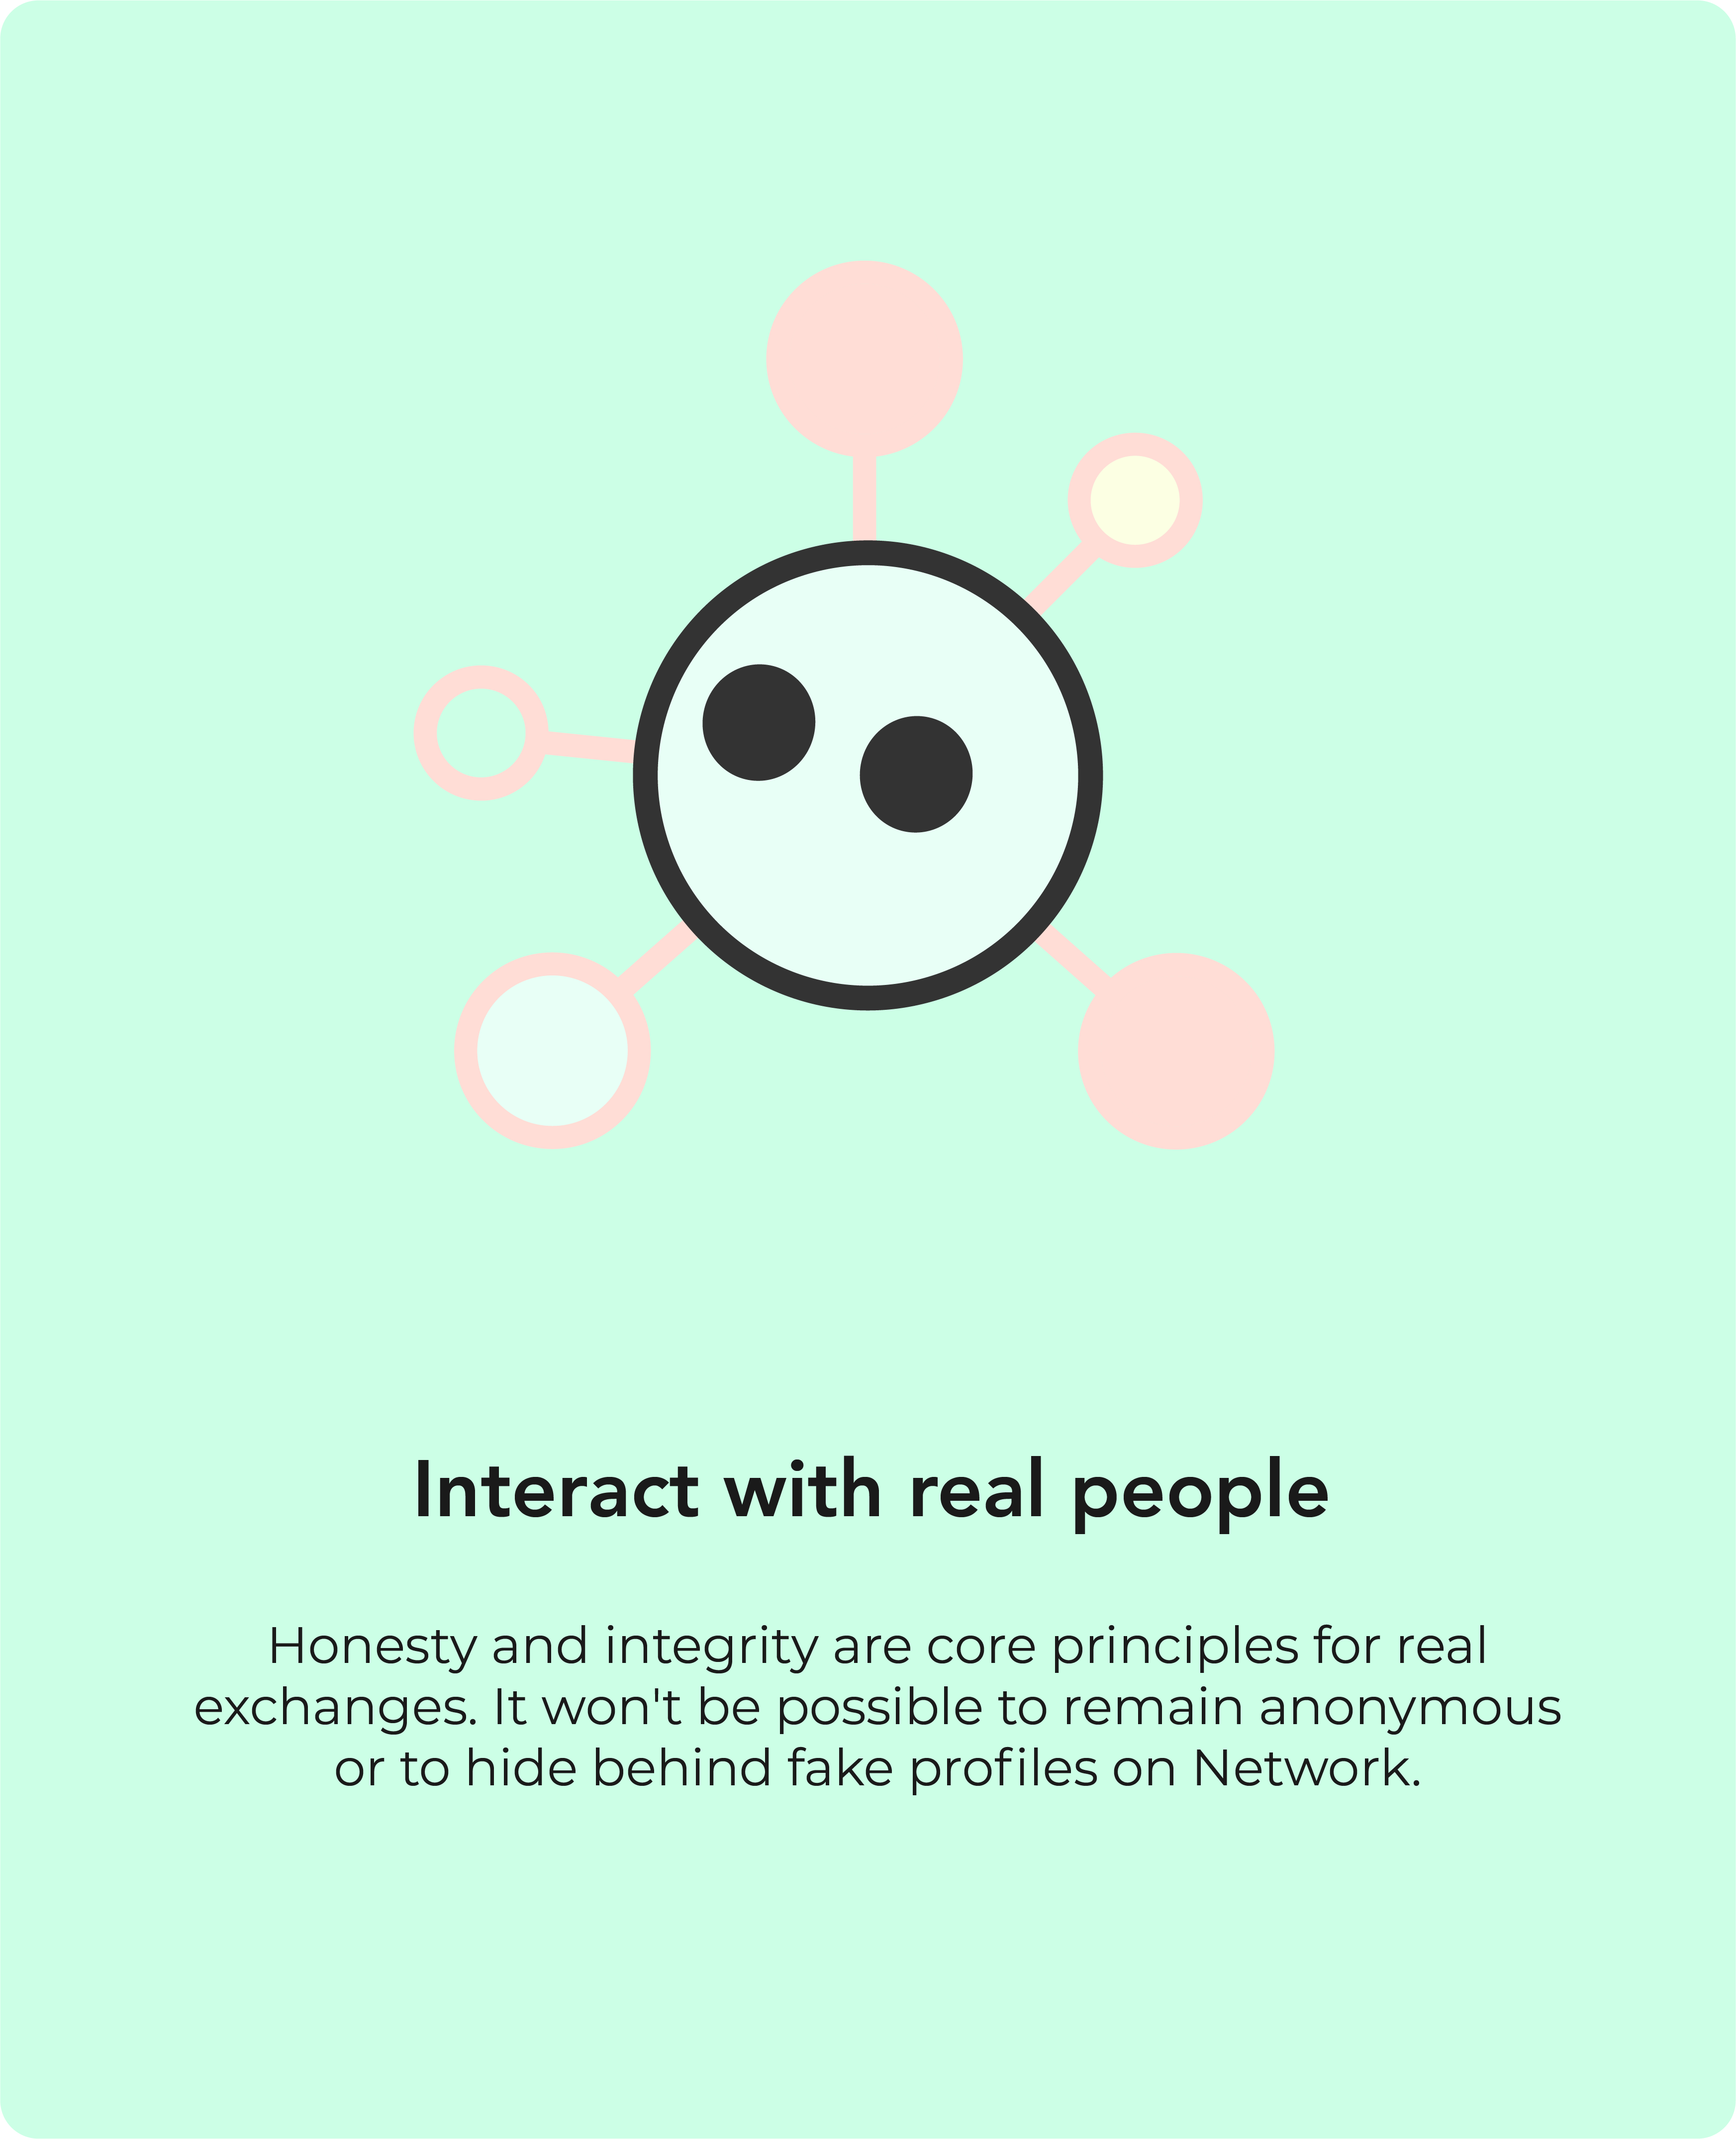 Interact with real people
Honesty and integrity are core principles for real
exchanges. It won't be possible to remain anonymous
or to hide behind fake profiles on Network.